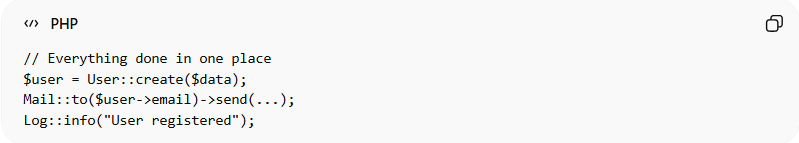 PHP
// Everything done in one place
$user = User::create($data);
Mail::to($user->email)->send(...);
Log::info("User registered");